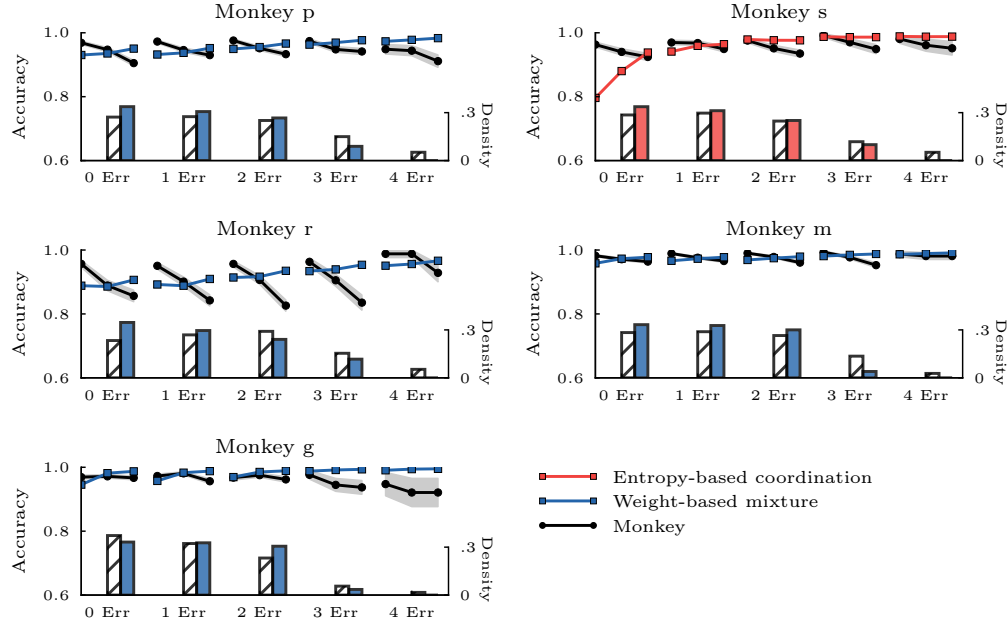 Monkey p
Monkey s
1.0
0.8
0.6
Accuracy
.3
0
Density
0 Err
1 Err
2 Err
3 Err
4 Err
1.0
0.8
0.6
Accuracy
.3
0
Density
0 Err
1 Err
2 Err
3 Err
4 Err
Monkey r
Monkey m
1.0
0.8
0.6
Accuracy
.3
0
Density
0 Err
1 Err
2 Err
3 Err
4 Err
1.0
0.8
0.6
Accuracy
.3
0
Density
0 Err
1 Err
2 Err
3 Err
4 Err
Monkey g
1.0
0.8
0.6
Accuracy
.3
0
Density
0 Err
1 Err
2 Err
3 Err
4 Err
Entropy-based coordination
Weight-based mixture
Monkey